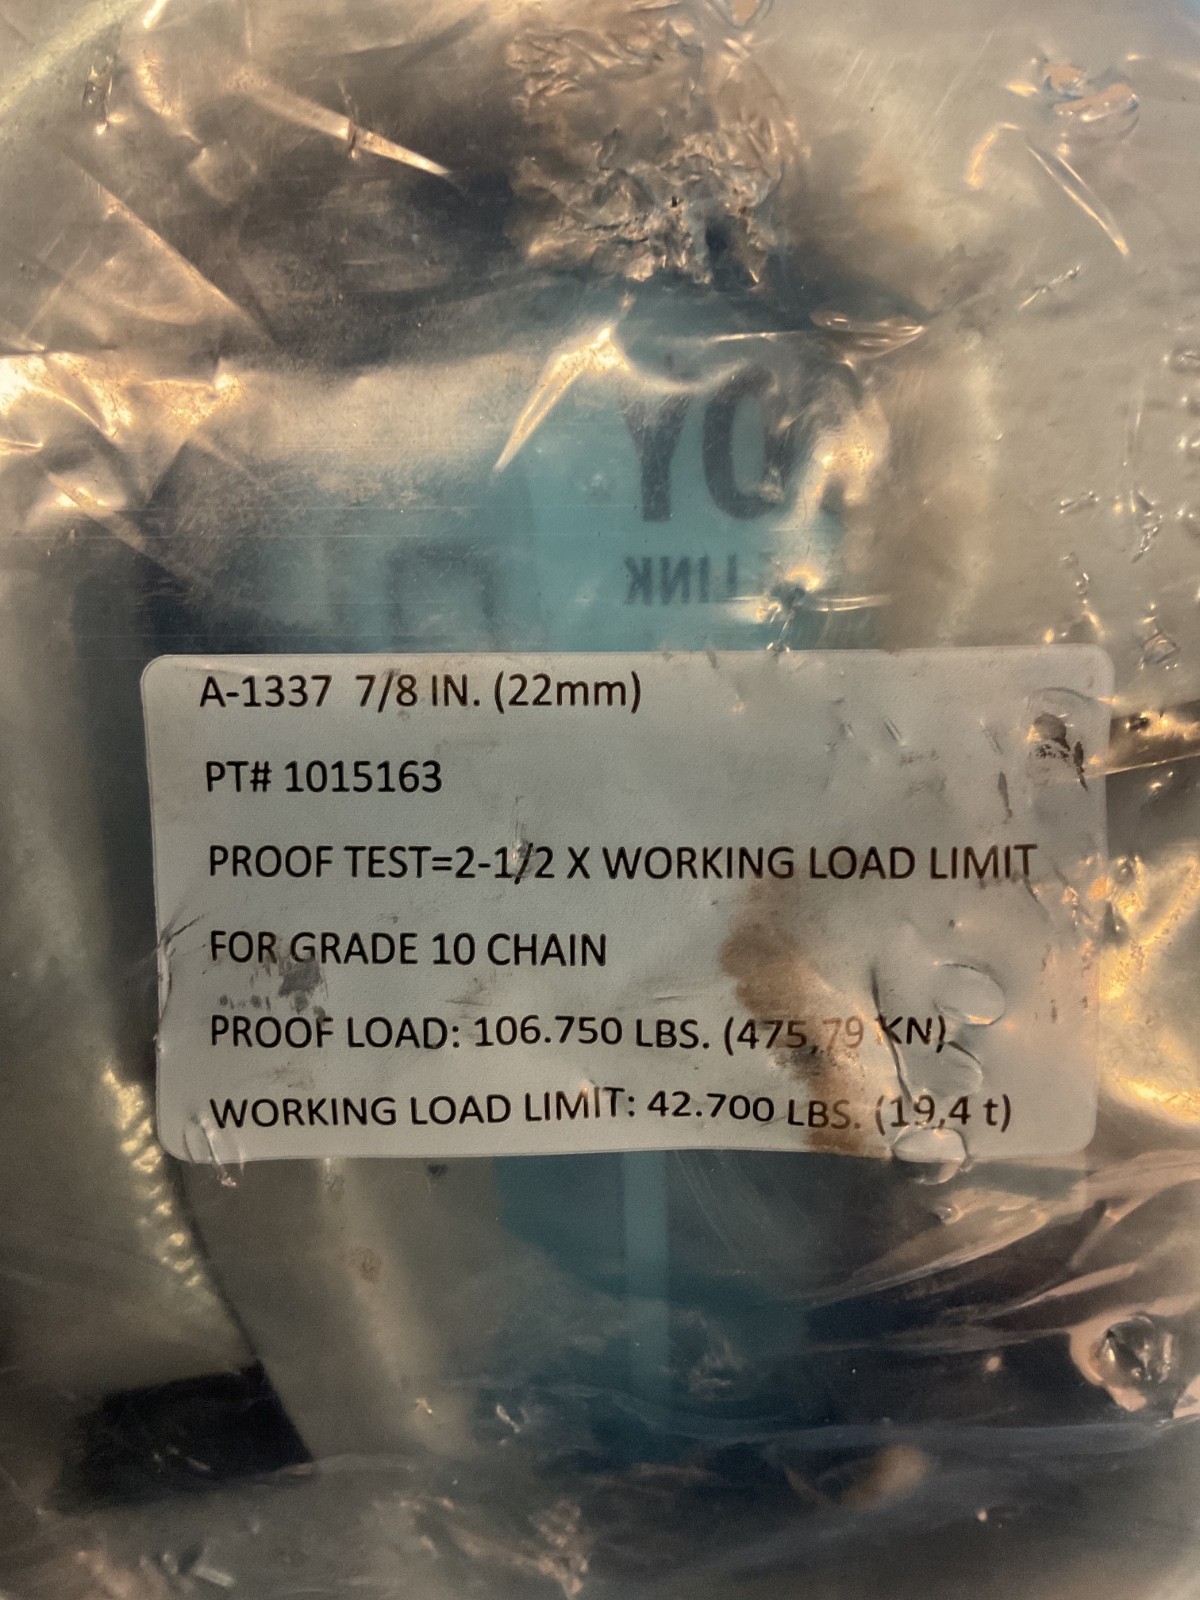 OY
LINK
A-1337 7/8 IN. (22mm)
PT# 1015163
PROOF TEST=2-1/2 X WORKING LOAD LIMIT
FOR GRADE 10 CHAIN
PROOF LOAD: 106.750 LBS. (475,79 KN)
WORKING LOAD LIMIT: 42.700 LBS. (19,4 t)